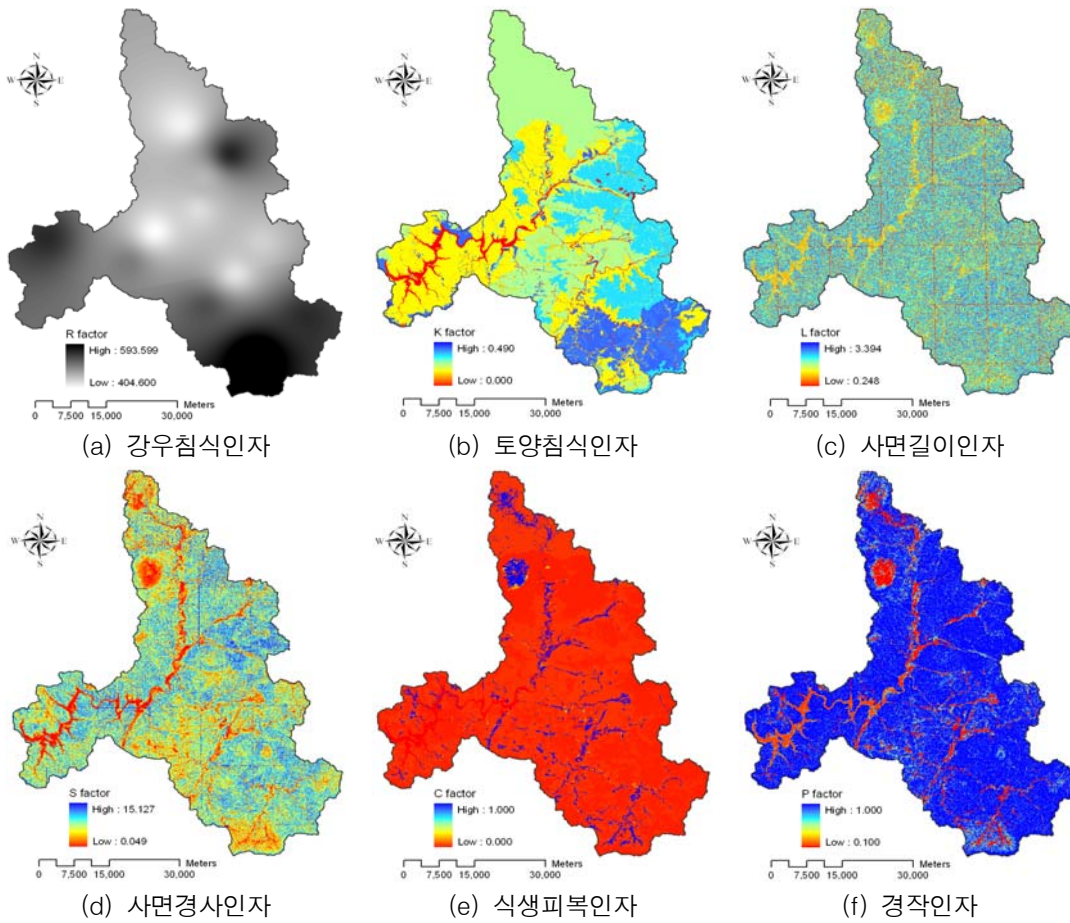 N
W E
S
R factor
High : 593.599
Low : 404.600
Meters
0 7,500 15,000 30,000
(a) 강우침식인자
N
W E
S
K factor
High : 0.490
Low : 0.000
Meters
0 7,500 15,000 30,000
(b) 토양침식인자
N
W E
S
L factor
High : 3.394
Low : 0.248
Meters
0 7,500 15,000 30,000
(c) 사면길이인자
N
W E
S
S factor
High : 15.127
Low : 0.049
Meters
0 7,500 15,000 30,000
(d) 사면경사인자
N
W E
S
C factor
High : 1.000
Low : 0.000
Meters
0 7,500 15,000 30,000
(e) 식생피복인자
N
W E
S
P factor
High : 1.000
Low : 0.100
Meters
0 7,500 15,000 30,000
(f) 경작인자